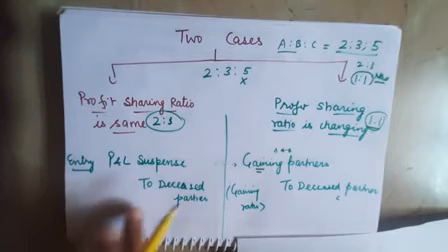 Two Cases
A:B:C = 2:3:5
2:3
1:1
2:3:5
x
Profit sharing Ratio
is same 2:3
Profit sharing
ratio is changing 1:1
Entry P&L Suspense
To Deceased
partner
Gaining partners
(Gaining
ratio)
To Deceased partner
C